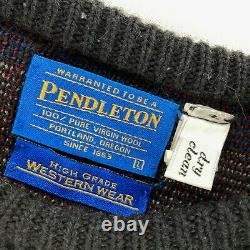 WARRANTED TO BE A
PENDLETON
100% PURE VIRGIN WOOL
PORTLAND, OREGON
SINCE 1863
L
dry
clean
HIGH GRADE
WESTERN WEAR